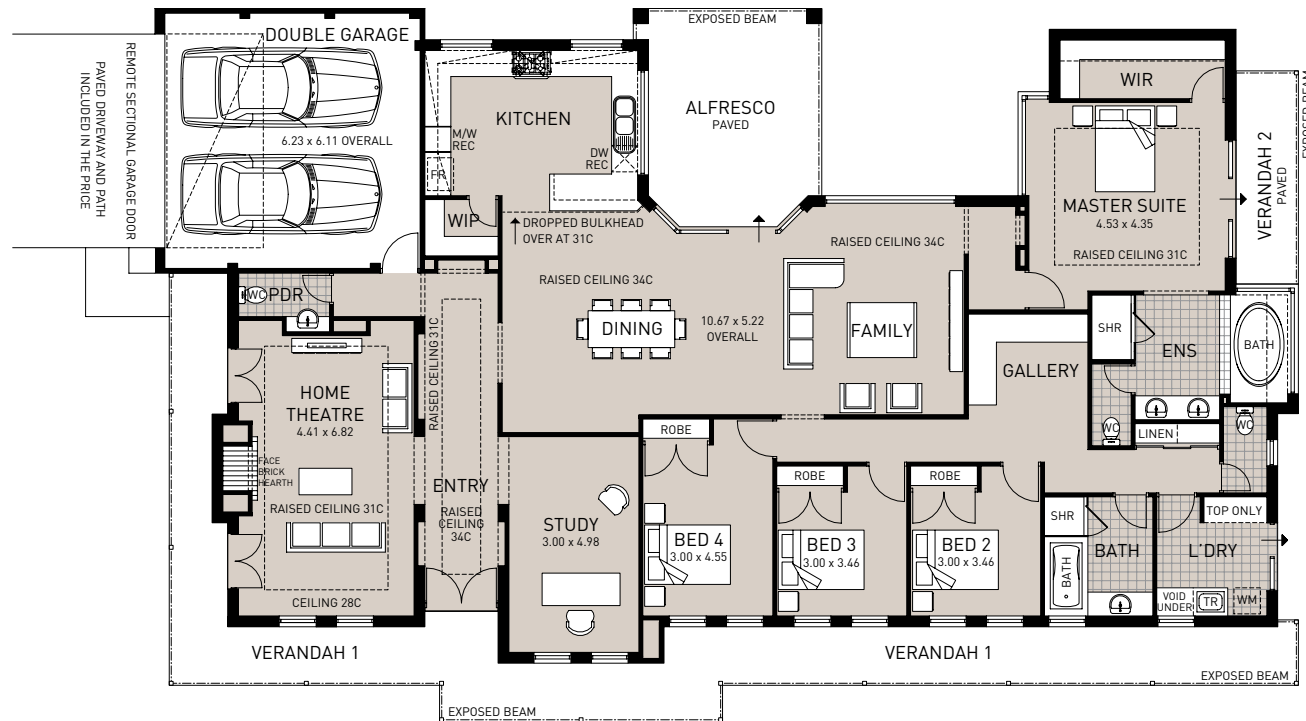 EXPOSED BEAM
DOUBLE GARAGE
6.23 x 6.11 OVERALL
REMOTE SECTIONAL GARAGE DOOR
PAVED DRIVEWAY AND PATH
INCLUDED IN THE PRICE
KITCHEN
M/W
REC
FR
DW
REC
WIP
DROPPED BULKHEAD
OVER AT 31C
ALFRESCO
PAVED
WIR
MASTER SUITE
4.53 x 4.35
RAISED CEILING 31C
VERANDAH 2
PAVED
EXPOSED BEAM
RAISED CEILING 34C
RAISED CEILING 34C
DINING
10.67 x 5.22
OVERALL
FAMILY
WC
PDR
HOME
THEATRE
4.41 x 6.82
FACE
BRICK
HEARTH
RAISED CEILING 31C
CEILING 28C
RAISED CEILING 31C
ENTRY
RAISED
CEILING
34C
STUDY
3.00 x 4.98
GALLERY
SHR
ENS
BATH
WC
LINEN
WC
ROBE
BED 4
3.00 x 4.55
ROBE
BED 3
3.00 x 3.46
ROBE
BED 2
3.00 x 3.46
SHR
BATH
BATH
TOP ONLY
L'DRY
VOID
UNDER
TR
WM
VERANDAH 1
VERANDAH 1
EXPOSED BEAM
EXPOSED BEAM